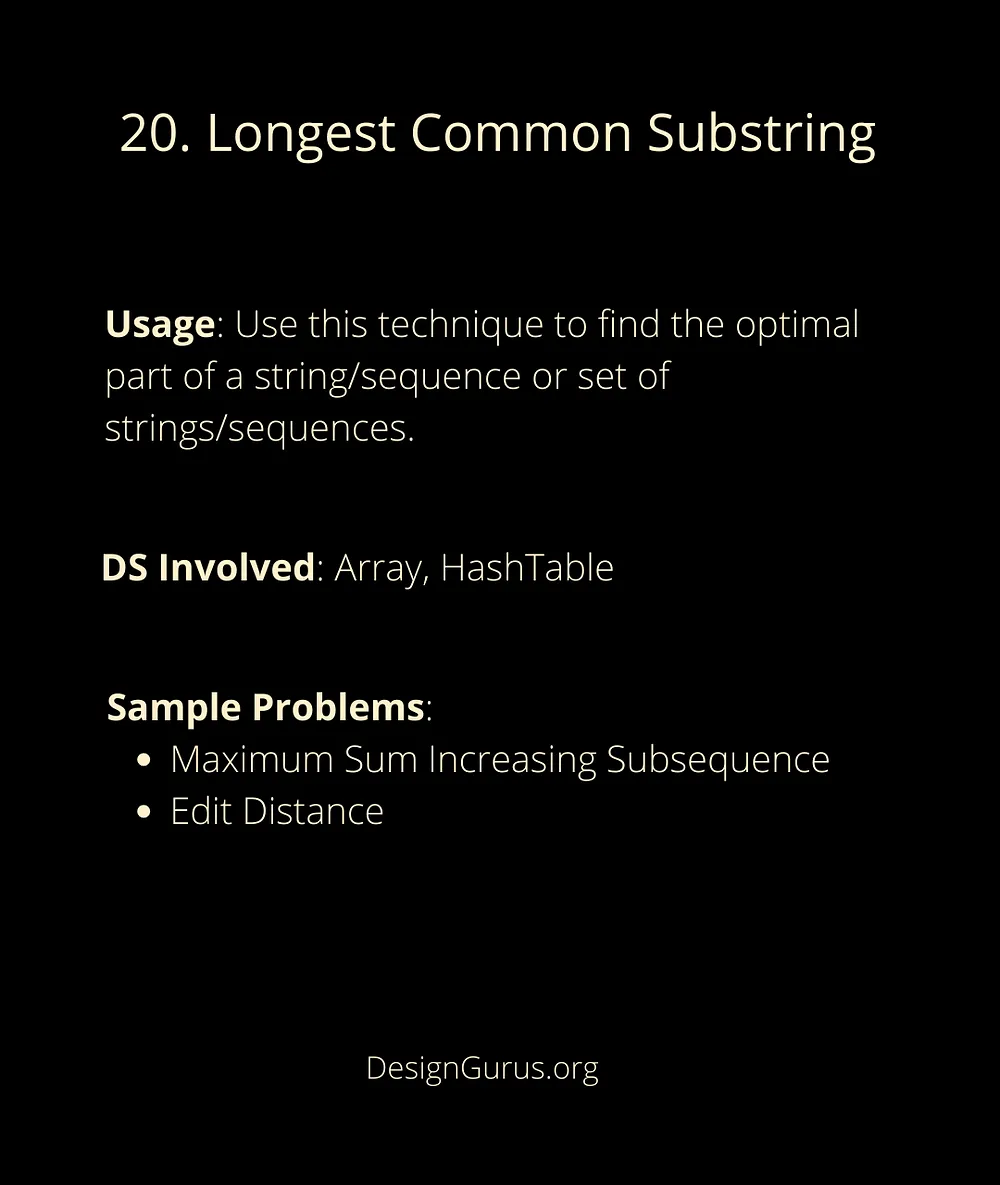 20. Longest Common Substring
Usage: Use this technique to find the optimal
part of a string/sequence or set of
strings/sequences.
DS Involved: Array, HashTable
Sample Problems:
• Maximum Sum Increasing Subsequence
• Edit Distance
DesignGurus.org